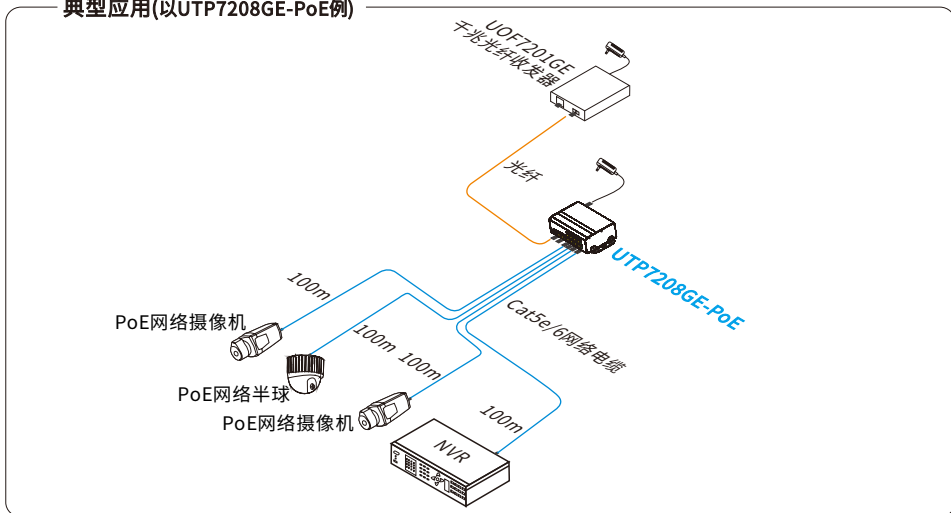 典型应用(以UTP7208GE-PoE例)
UOF7201GE
千兆光纤收发器
光纤
UTP7208GE-PoE
100m
Cat5e/6网络电缆
PoE网络摄像机
100m
100m
PoE网络半球
PoE网络摄像机
100m
NVR